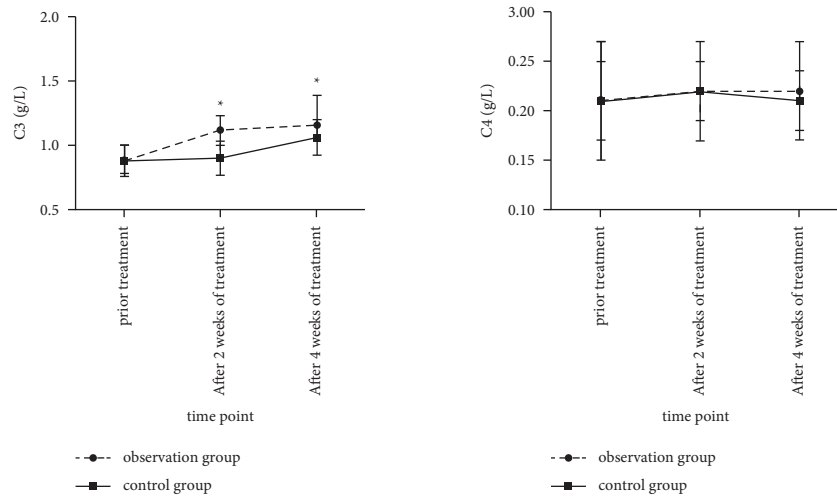 2.0
1.5
1.0
0.5
C3 (g/L)
*
*
prior treatment
After 2 weeks of treatment
After 4 weeks of treatment
time point
observation group
control group
3.00
0.25
0.20
0.15
0.10
C4 (g/L)
prior treatment
After 2 weeks of treatment
After 4 weeks of treatment
time point
observation group
control group